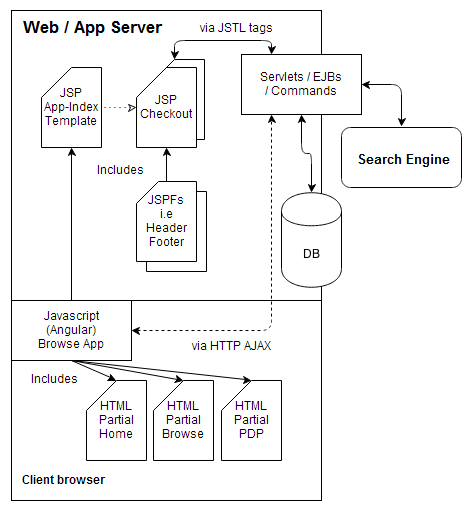 Web / App Server
via JSTL tags
JSP
App-Index
Template
JSP
Checkout
Servlets / EJBs
/ Commands
Search Engine
Includes
JSPFs
i.e
Header
Footer
DB
Javascript
(Angular)
Browse App
via HTTP AJAX
Includes
HTML
Partial
Home
HTML
Partial
Browse
HTML
Partial
PDP
Client browser